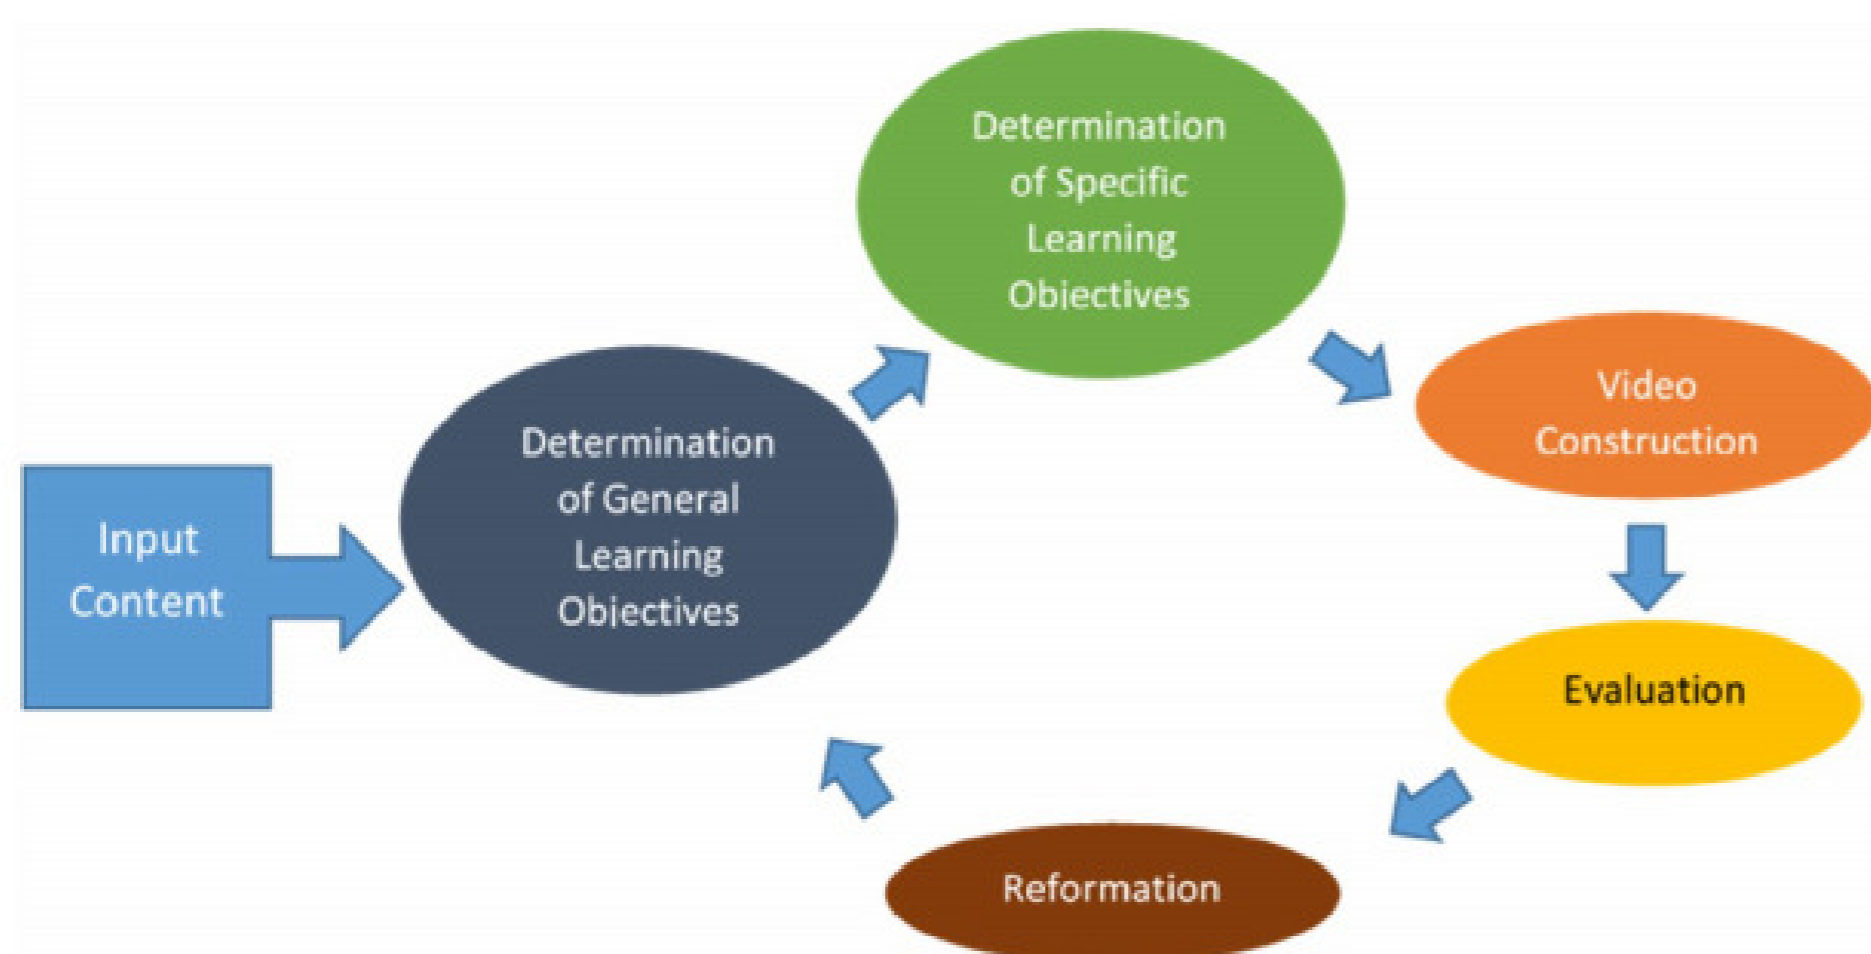 Determination
of Specific
Learning
Objectives
Video
Construction
Determination
of General
Learning
Objectives
Input
Content
Evaluation
Reformation